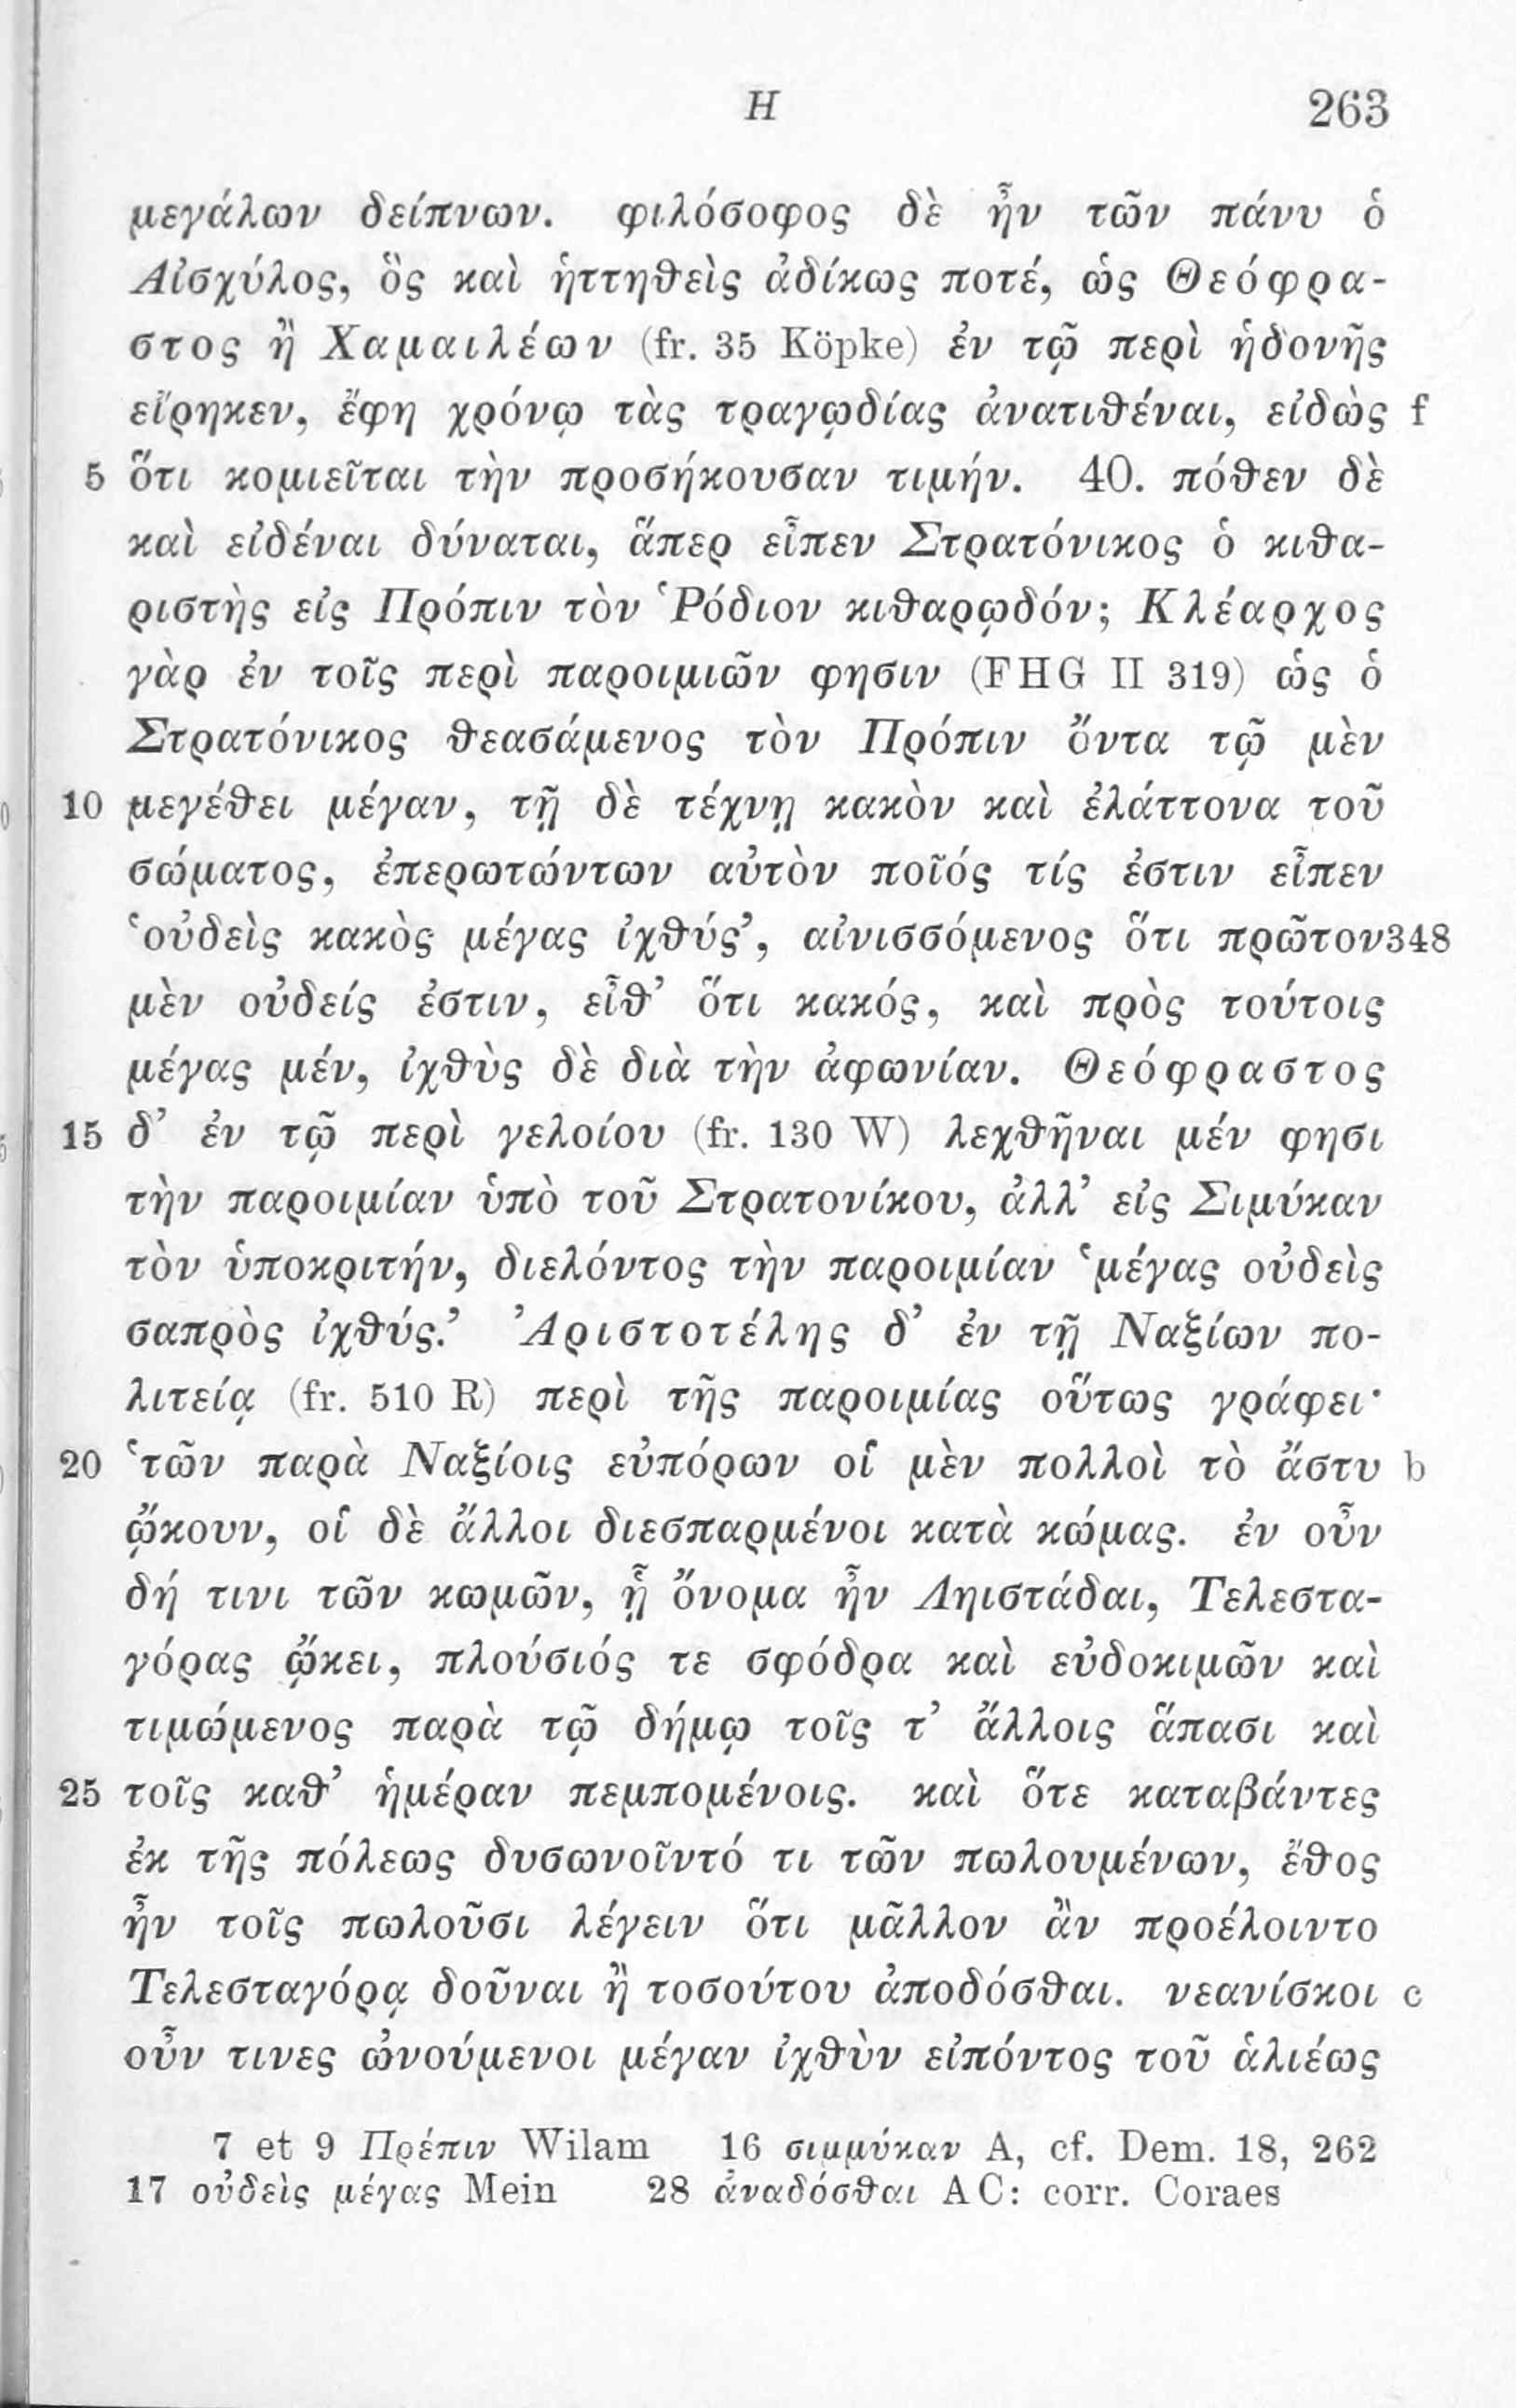 Η 263
μεγάλων δείπνων. φιλόσοφος δὲ ἦν τῶν πάνυ ὁ
Αἰσχύλος, ὃς καὶ ἡττηθεὶς ἀδίκως ποτέ, ὡς Θεόφρα-
στος ἢ Χαμαιλέων (fr. 35 Köpke) ἐν τῷ περὶ ἡδονῆς
εἴρηκεν, ἔφη χρόνῳ τὰς τραγῳδίας ἀνατιθέναι, εἰδὼς f
5 ὅτι κομιεῖται τὴν προσήκουσαν τιμήν. 40. πόθεν δὲ
καὶ εἰδέναι δύναται, ἅπερ εἶπεν Στρατόνικος ὁ κιθα-
ριστὴς εἰς Πρόπιν τὸν Ῥόδιον κιθαρῳδόν; Κλέαρχος
γὰρ ἐν τοῖς περὶ παροιμιῶν φησιν (FHG II 319) ὡς ὁ
Στρατόνικος θεασάμενος τὸν Πρόπιν ὄντα τῷ μὲν
10 μεγέθει μέγαν, τῇ δὲ τέχνῃ κακὸν καὶ ἐλάττονα τοῦ
σώματος, ἐπερωτώντων αὐτὸν ποῖός τίς ἐστιν εἶπεν
‘οὐδεὶς κακὸς μέγας ἰχθύς’, αἰνισσόμενος ὅτι πρῶτον 348
μὲν οὐδείς ἐστιν, εἶθ’ ὅτι κακός, καὶ πρὸς τούτοις
μέγας μέν, ἰχθὺς δὲ διὰ τὴν ἀφωνίαν. Θεόφραστος
15 δ’ ἐν τῷ περὶ γελοίου (fr. 130 W) λεχθῆναι μέν φησι
τὴν παροιμίαν ὑπὸ τοῦ Στρατονίκου, ἀλλ’ εἰς Σιμύκαν
τὸν ὑποκριτήν, διελόντος τὴν παροιμίαν ‘μέγας οὐδεὶς
σαπρὸς ἰχθύς.’ Ἀριστοτέλης δ’ ἐν τῇ Ναξίων πο-
λιτείᾳ (fr. 510 R) περὶ τῆς παροιμίας οὕτως γράφει·
20 ‘τῶν παρὰ Ναξίοις εὐπόρων οἱ μὲν πολλοὶ τὸ ἄστυ b
ᾤκουν, οἱ δὲ ἄλλοι διεσπαρμένοι κατὰ κώμας. ἐν οὖν
δή τινι τῶν κωμῶν, ᾗ ὄνομα ἦν Ληιστάδαι, Τελεστα-
γόρας ᾤκει, πλούσιός τε σφόδρα καὶ εὐδοκιμῶν καὶ
τιμώμενος παρὰ τῷ δήμῳ τοῖς τ’ ἄλλοις ἅπασι καὶ
25 τοῖς καθ’ ἡμέραν πεμπομένοις. καὶ ὅτε καταβάντες
ἐκ τῆς πόλεως δυσωνοῖντό τι τῶν πωλουμένων, ἔθος
ἦν τοῖς πωλοῦσι λέγειν ὅτι μᾶλλον ἂν προέλοιντο
Τελεσταγόρᾳ δοῦναι ἢ τοσούτου ἀποδόσθαι. νεανίσκοι c
οὖν τινες ὠνούμενοι μέγαν ἰχθὺν εἰπόντος τοῦ ἁλιέως
7 et 9 Πρέπιν Wilam 16 σιμμύκαν A, cf. Dem. 18, 262
17 οὐδεὶς μέγας Mein 28 ἀναδόσθαι AC: corr. Coraes